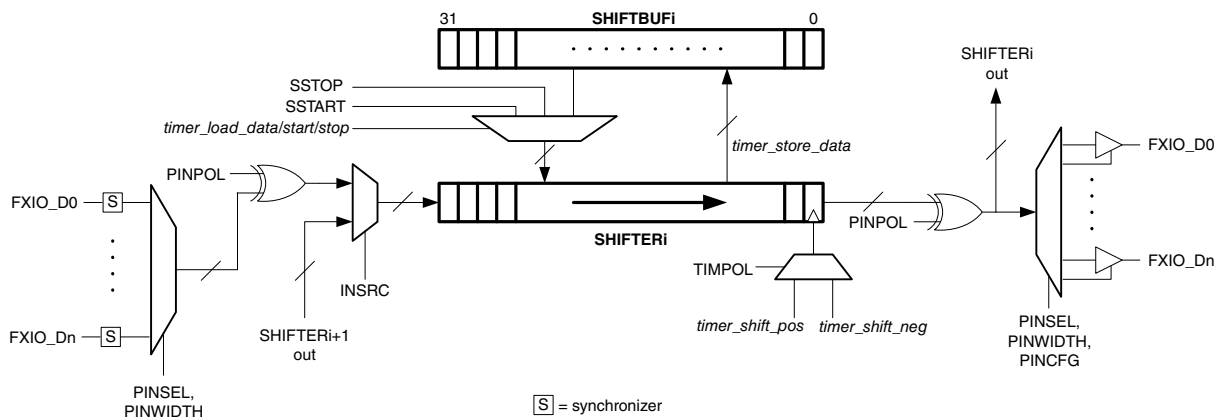 31 SHIFTBUFi 0
SSTOP
SSTART
timer_load_data/start/stop
timer_store_data
SHIFTERi
out
FXIO_D0
FXIO_D0
S
PINPOL
SHIFTERi
PINPOL
TIMPOL
INSRC
timer_shift_pos
timer_shift_neg
SHIFTERi+1
out
FXIO_Dn
S
PINSEL,
PINWIDTH
FXIO_Dn
PINSEL,
PINWIDTH,
PINCFG
S = synchronizer